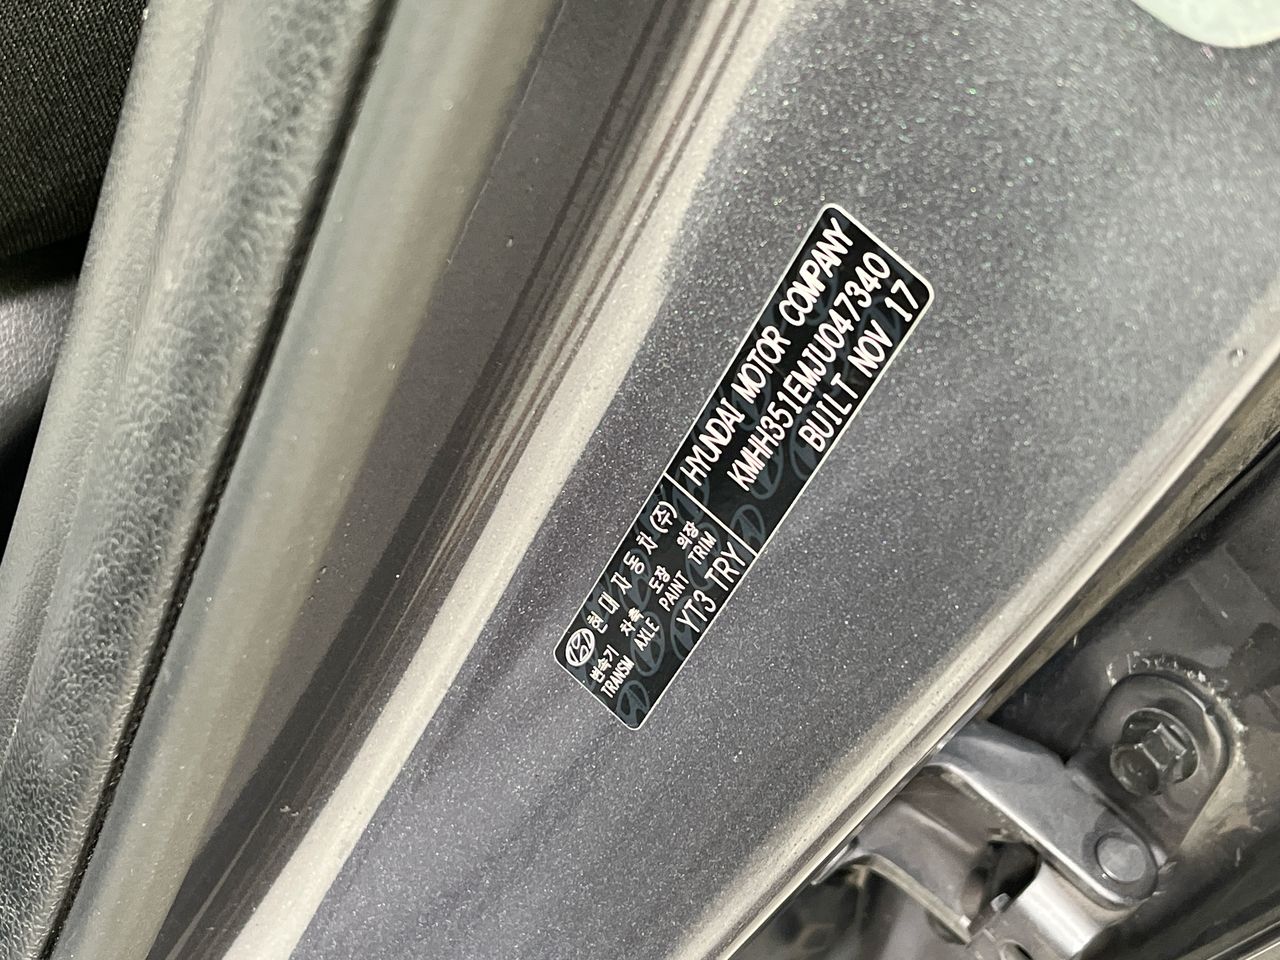 현대자동차(주)
HYUNDAI MOTOR COMPANY
변속기 차축 도장 의장
TRANSM AXLE PAINT TRIM
KMHH351EMJU047340
YT3 TRY
BUILT NOV 17